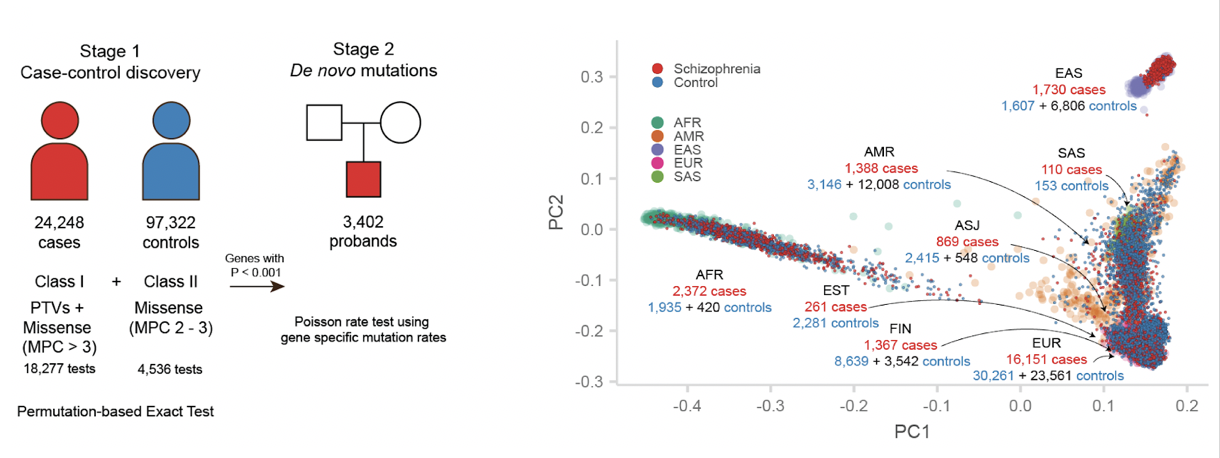 Stage 1
Case-control discovery
24,248
cases
97,322
controls
Class I + Class II
PTVs +
Missense
(MPC > 3)
Missense
(MPC 2 - 3)
18,277 tests
4,536 tests
Permutation-based Exact Test
Genes with
P < 0.001
Stage 2
De novo mutations
3,402
probands
Poisson rate test using
gene specific mutation rates
PC2
0.3
0.2
0.1
0.0
-0.1
-0.2
-0.3
Schizophrenia
Control
AFR
AMR
EAS
EUR
SAS
EAS
1,730 cases
1,607 + 6,806 controls
AMR
1,388 cases
3,146 + 12,008 controls
SAS
110 cases
153 controls
ASJ
869 cases
2,415 + 548 controls
AFR
2,372 cases
1,935 + 420 controls
EST
261 cases
2,281 controls
FIN
1,367 cases
8,639 + 3,542 controls
EUR
16,151 cases
30,261 + 23,561 controls
-0.4 -0.3 -0.2 -0.1 0.0 0.1 0.2
PC1